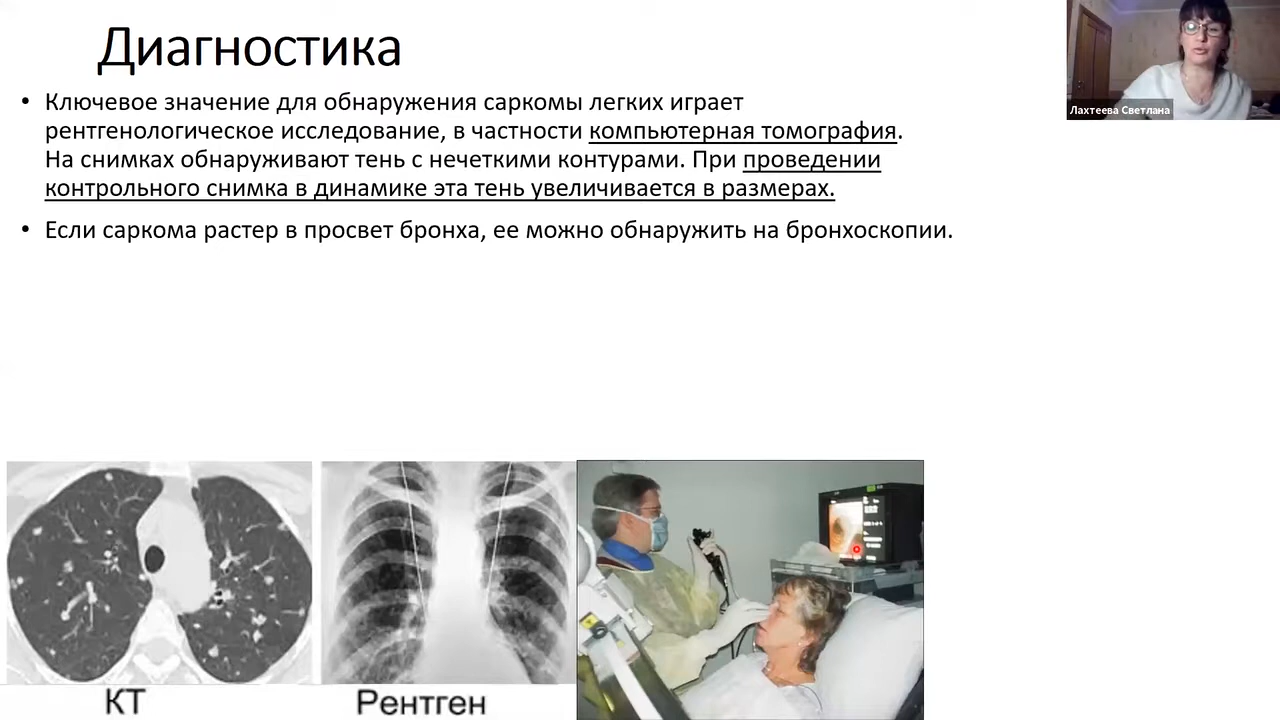 Диагностика
• Ключевое значение для обнаружения саркомы легких играет
рентгенологическое исследование, в частности компьютерная томография.
На снимках обнаруживают тень с нечеткими контурами. При проведении
контрольного снимка в динамике эта тень увеличивается в размерах.
• Если саркома растер в просвет бронха, ее можно обнаружить на бронхоскопии.
Лахтеева Светлана
КТ
Рентген